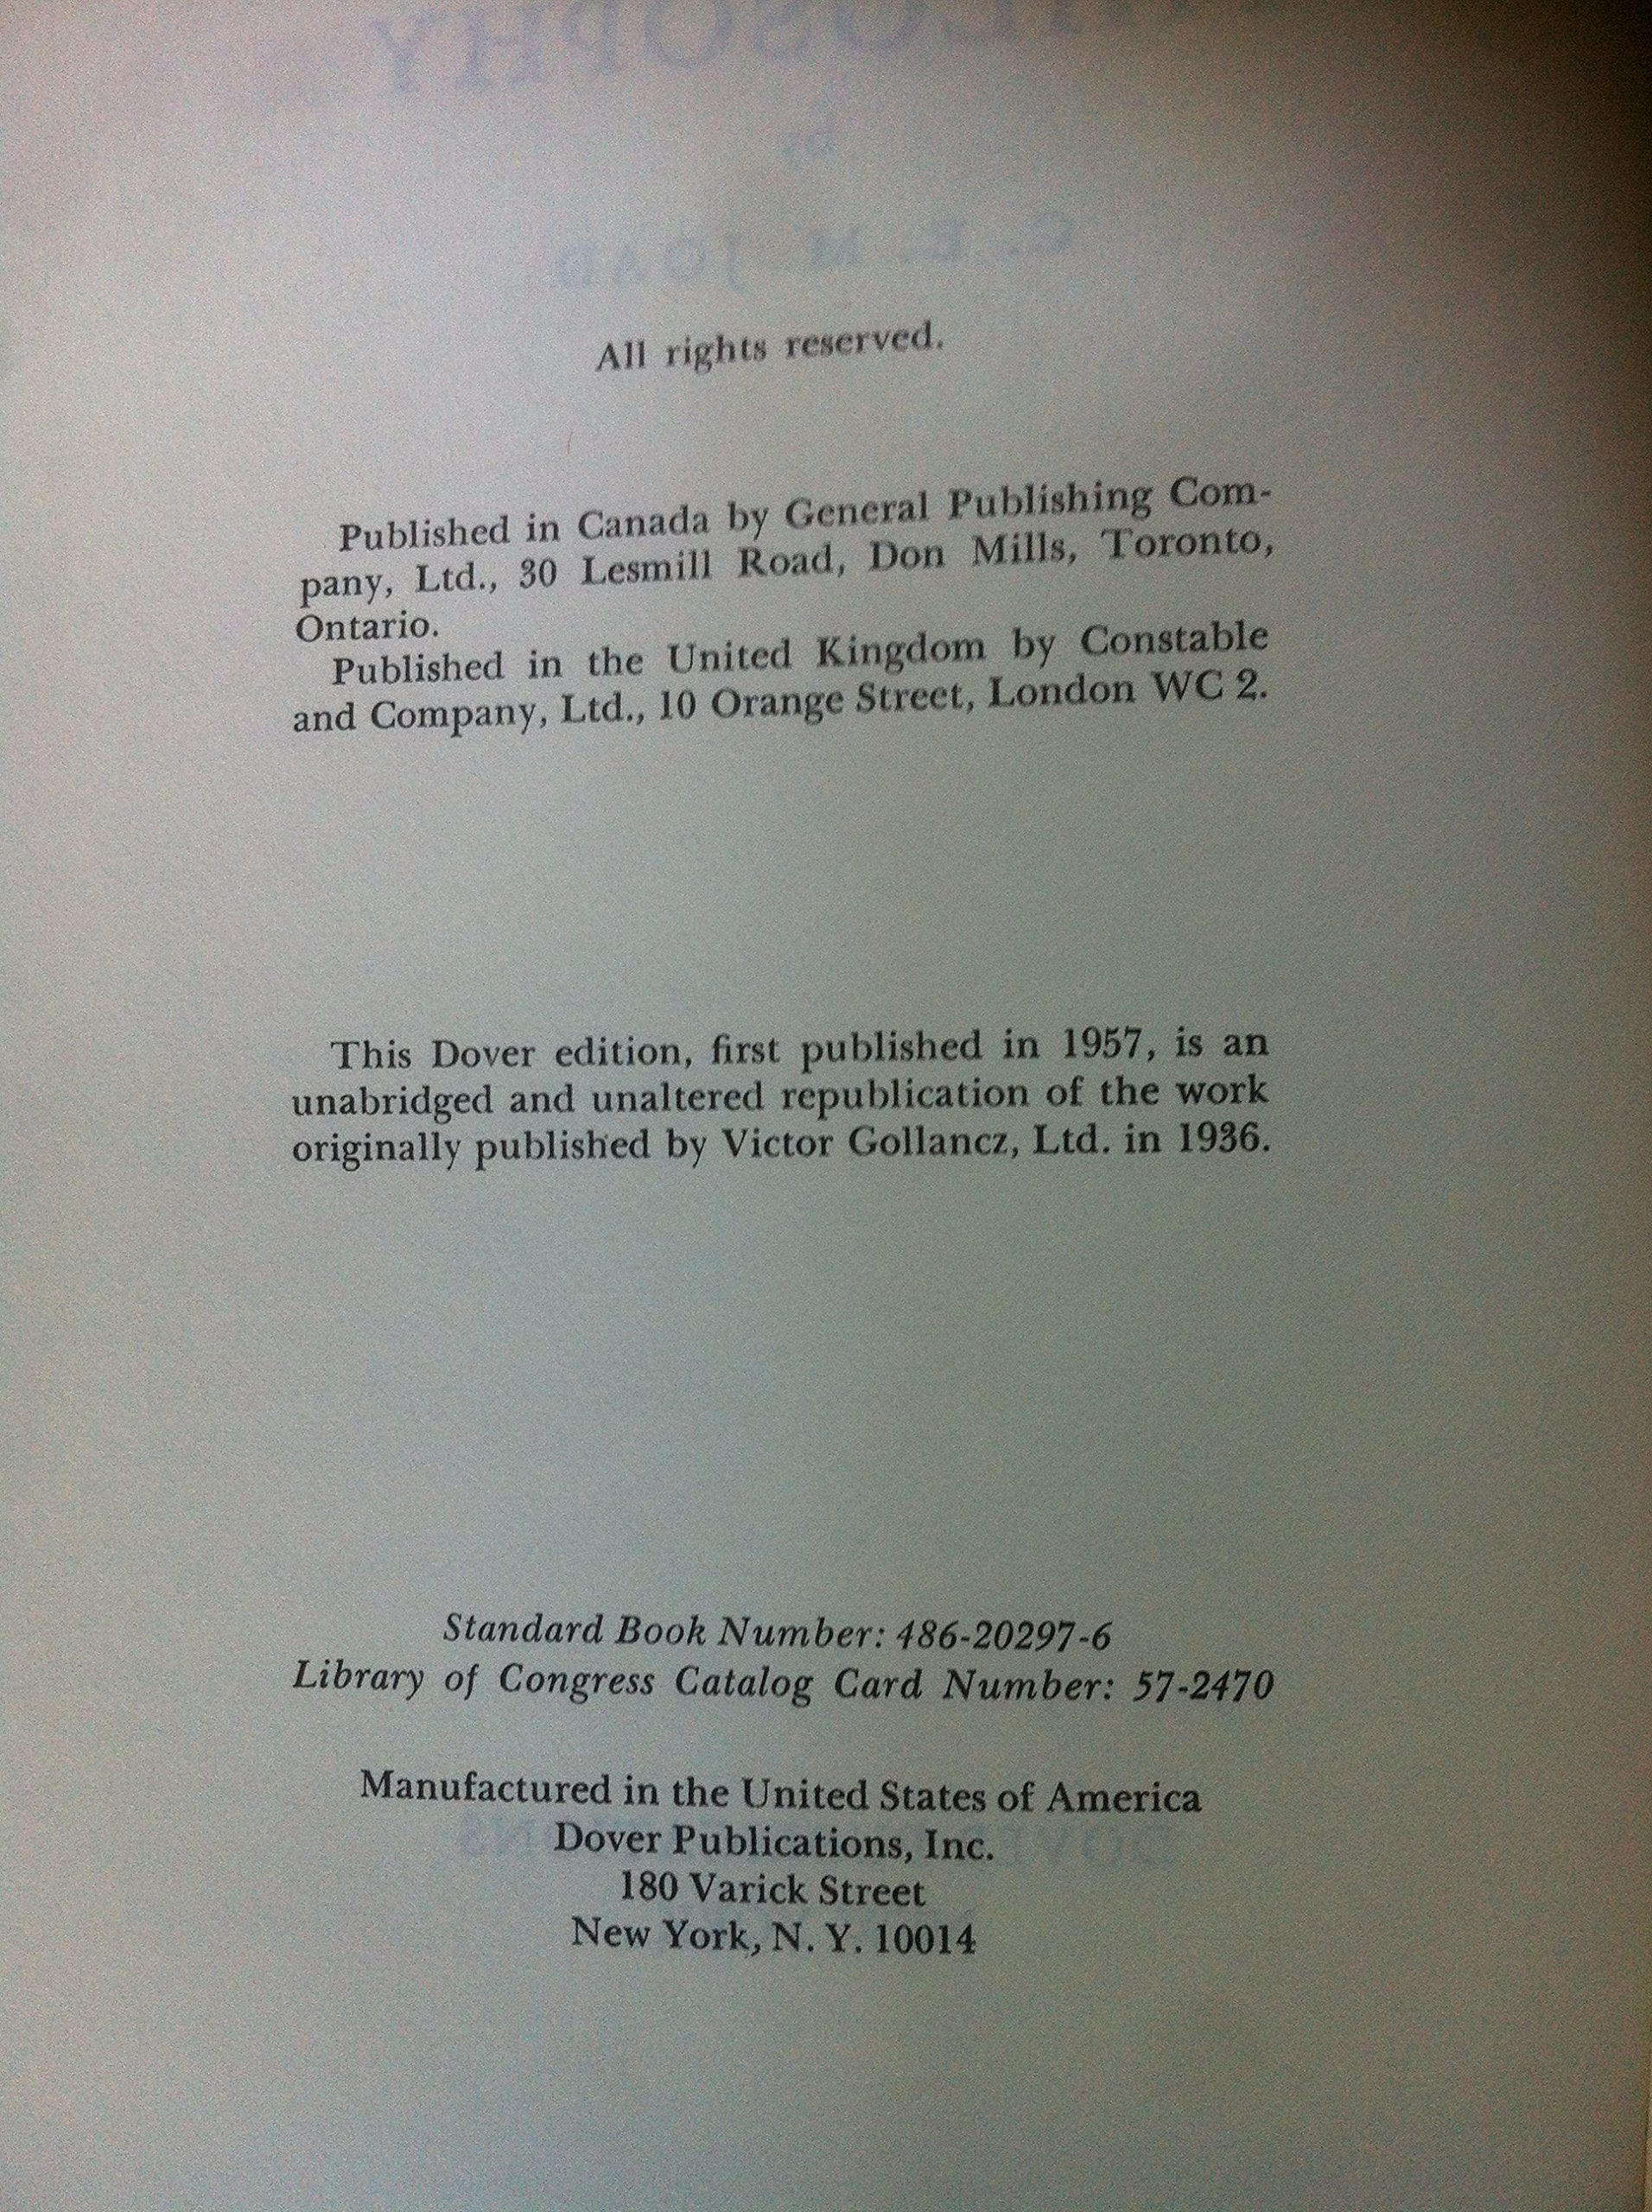 All rights reserved.
Published in Canada by General Publishing Com-
pany, Ltd., 30 Lesmill Road, Don Mills, Toronto,
Ontario.
Published in the United Kingdom by Constable
and Company, Ltd., 10 Orange Street, London WC 2.
This Dover edition, first published in 1957, is an
unabridged and unaltered republication of the work
originally published by Victor Gollancz, Ltd. in 1936.
Standard Book Number: 486-20297-6
Library of Congress Catalog Card Number: 57-2470
Manufactured in the United States of America
Dover Publications, Inc.
180 Varick Street
New York, N. Y. 10014